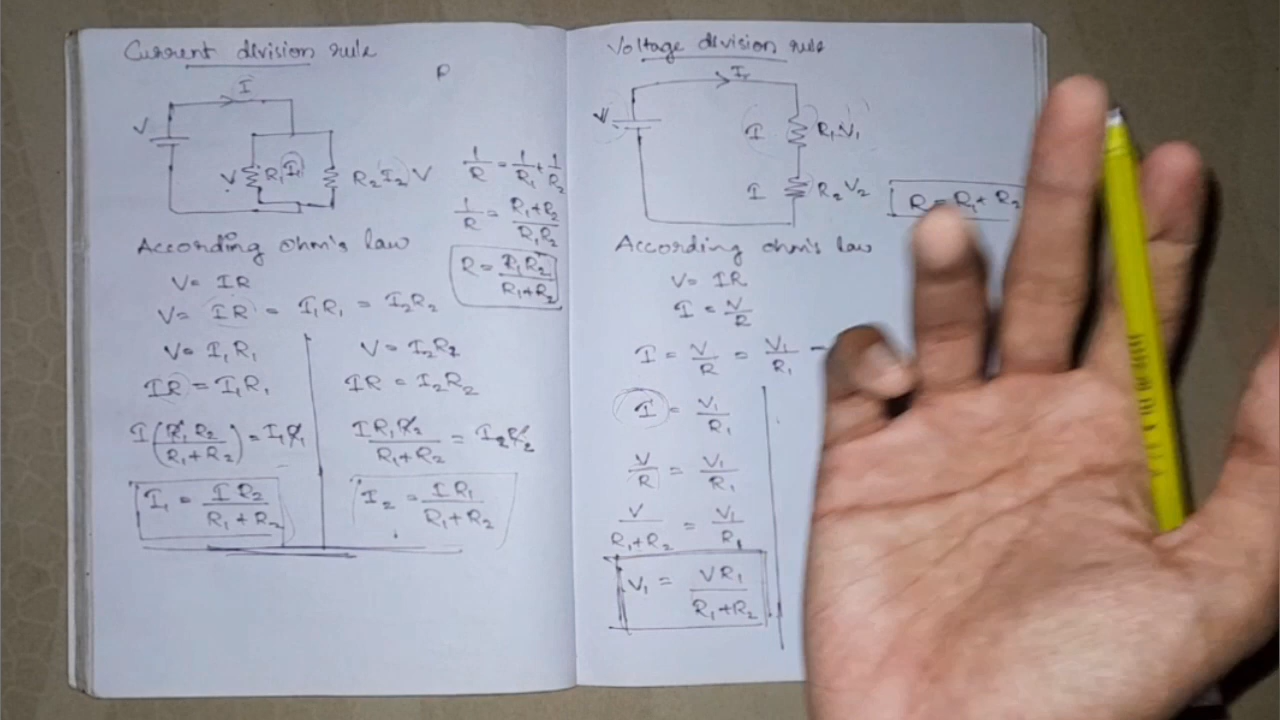 Current division rule
P
I
V
V R₁ I₁
R₂ I₂ V
1/R = 1/R₁ + 1/R₂
1/R = R₁+R₂/R₁R₂
R = R₁R₂/R₁+R₂
According ohm's law
V = IR
V = IR = I₁R₁ = I₂R₂
V = I₁R₁
IR = I₁R₁
I(R₁R₂/R₁+R₂) = I₁R₁
I₁ = IR₂/R₁+R₂
V = I₂R₂
IR = I₂R₂
IR₁R₂/R₁+R₂ = I₂R₂
I₂ = IR₁/R₁+R₂
Voltage division rule
I
V
I R₁ V₁
I R₂ V₂
R = R₁+R₂
According ohm's law
V = IR
I = V/R
I = V/R = V₁/R₁ =
I = V₁/R₁
V/R = V₁/R₁
V/R₁+R₂ = V₁/R₁
V₁ = VR₁/R₁+R₂